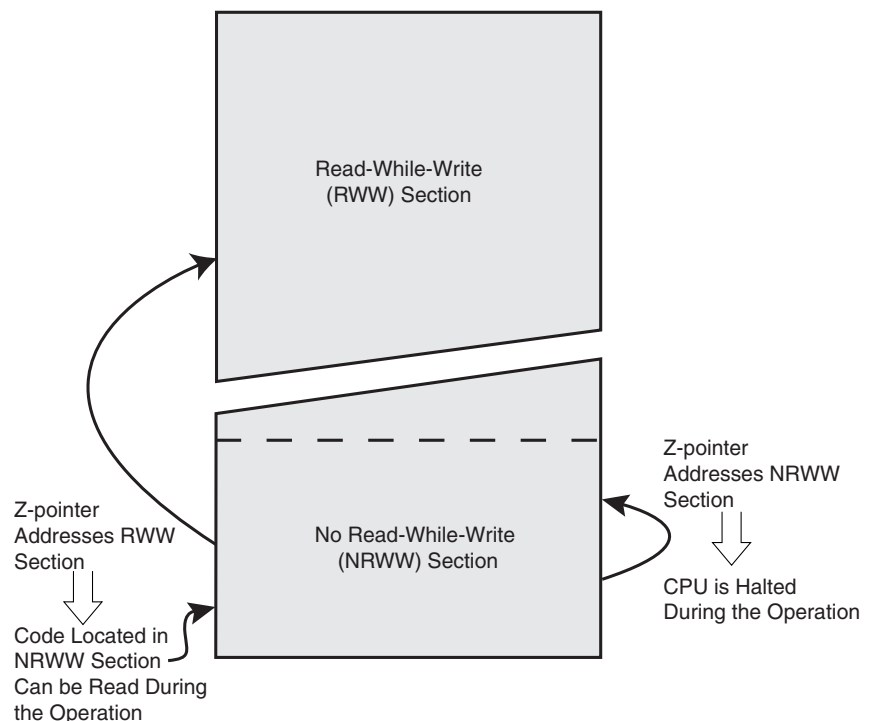 Read-While-Write
(RWW) Section
Z-pointer
Addresses NRWW
Section
Z-pointer
Addresses RWW
Section
No Read-While-Write
(NRWW) Section
CPU is Halted
During the Operation
Code Located in
NRWW Section
Can be Read During
the Operation